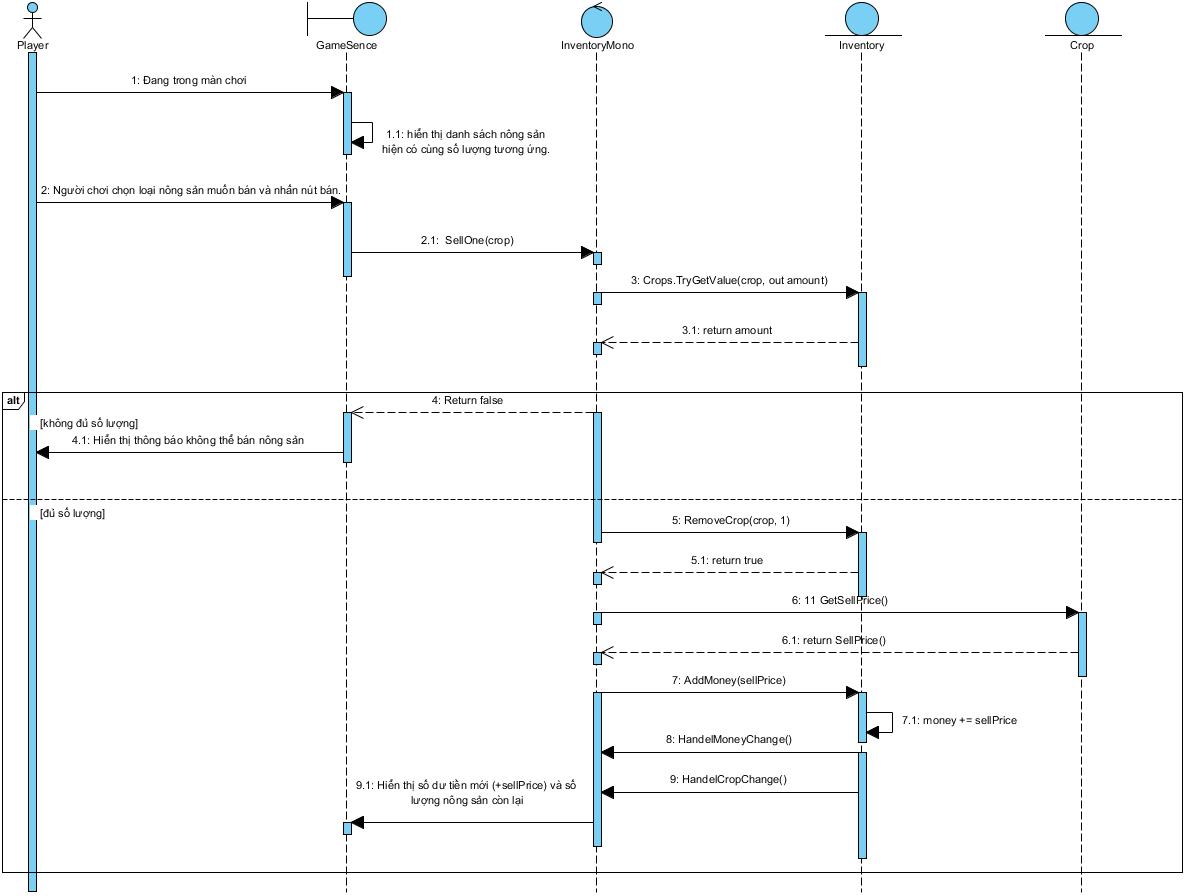 Player
GameSence
InventoryMono
Inventory
Crop
1: Đang trong màn chơi
1.1: hiển thị danh sách nông sản
hiện có cùng số lượng tương ứng.
2: Người chơi chọn loại nông sản muốn bán và nhấn nút bán.
2.1: SellOne(crop)
3: Crops.TryGetValue(crop, out amount)
3.1: return amount
alt
4: Return false
[không đủ số lượng]
4.1: Hiển thị thông báo không thể bán nông sản
[đủ số lượng]
5: RemoveCrop(crop, 1)
5.1: return true
6: 11 GetSellPrice()
6.1: return SellPrice()
7: AddMoney(sellPrice)
7.1: money += sellPrice
8: HandelMoneyChange()
9: HandelCropChange()
9.1: Hiển thị số dư tiền mới (+sellPrice) và số
lượng nông sản còn lại